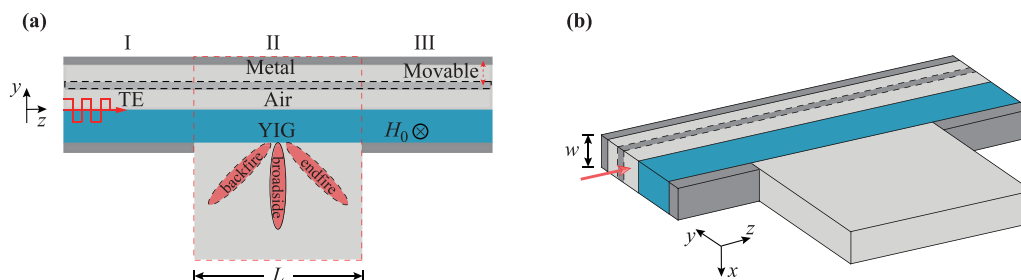 (a)
I II III
Metal
Movable
y
z
TE
Air
YIG
H₀
backfire
broadside
endfire
L
(b)
w
y
z
x